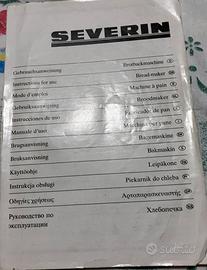 SEVERIN
Gebrauchsanweisung Brotbackmaschine
Instructions for use Bread-maker
Mode d'emploi Machine à pain
Gebruiksaanwijzing Broodmaker
Instrucciones de uso
Manuale d'uso
Brugsanvisning Bagemaskine
Bruksanvisning Bakmaskin
Käyttöohje Leipäkone
Instrukcja obsługi Piekarnik do chleba
Οδηγίες χρήσεως Αρτοπαρασκευαστής
Руководство по Хлебопечка
эксплуатации
subito